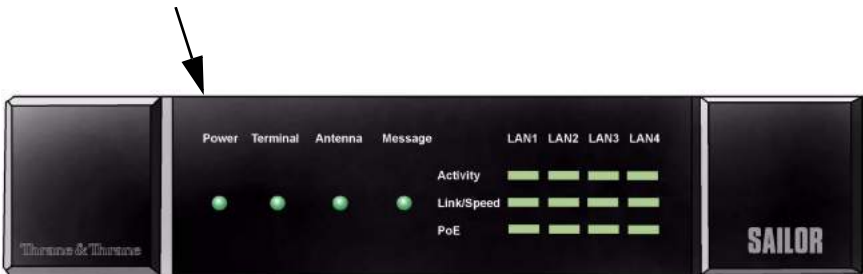 Power Terminal Antenna Message LAN1 LAN2 LAN3 LAN4
Activity
Link/Speed
PoE
Thrane & Thrane
SAILOR